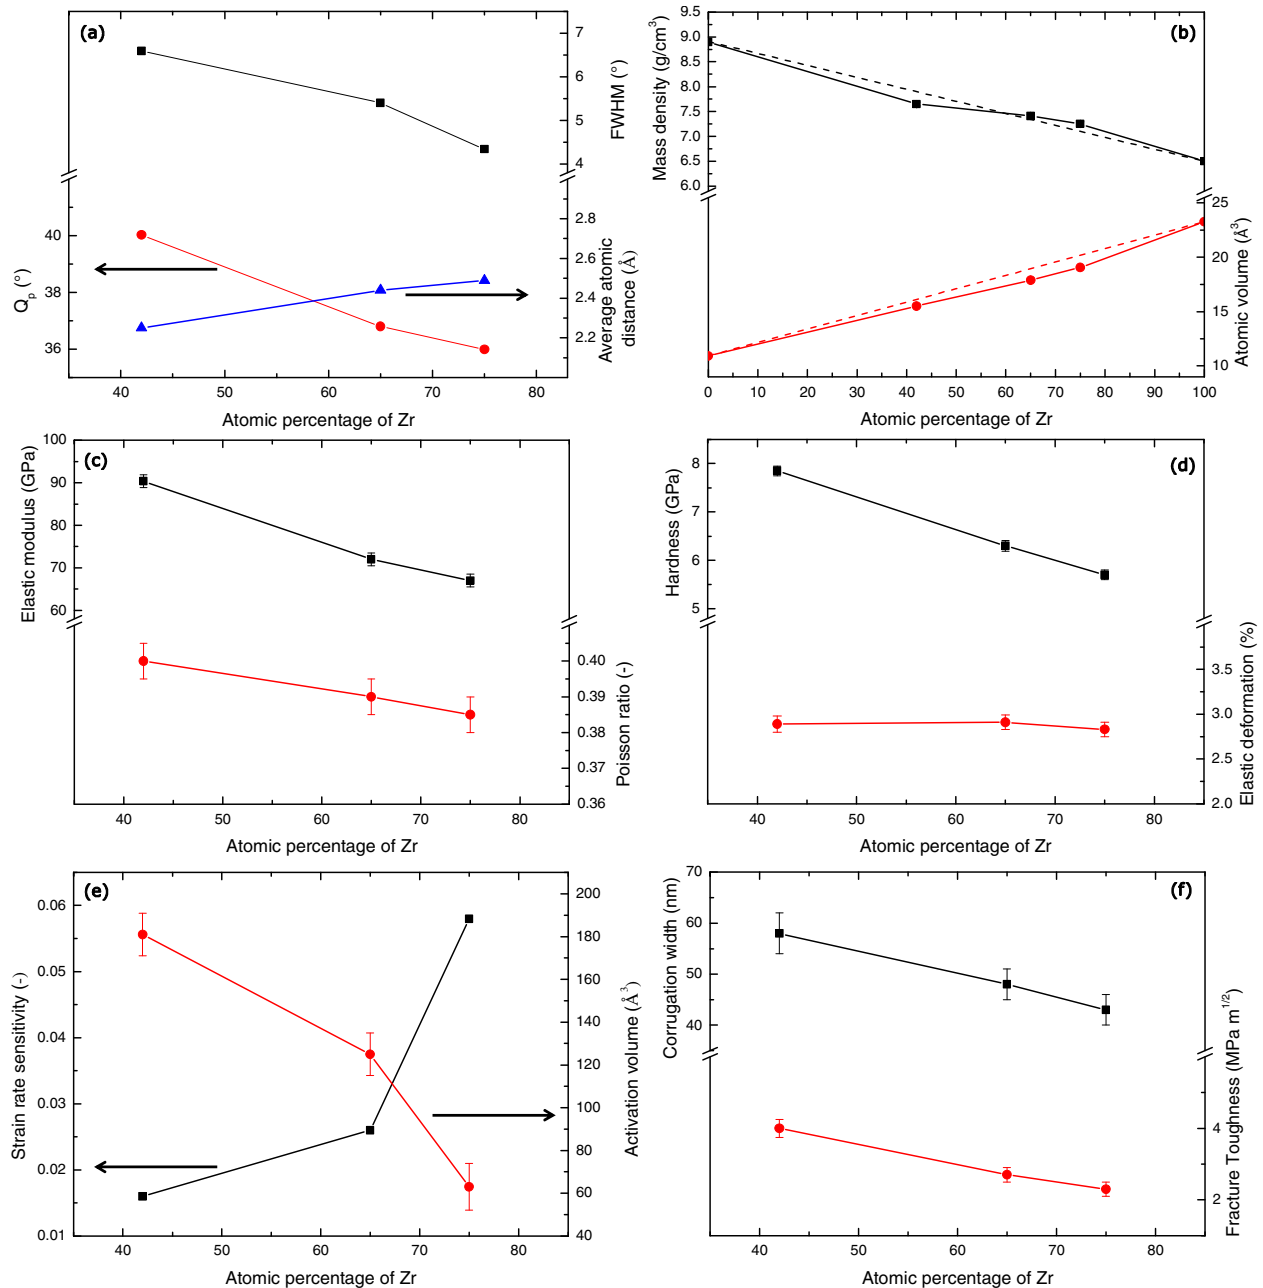 (a)
7
6
5
4
FWHM (°)
40
38
36
Q_p (°)
2.8
2.6
2.4
2.2
Average atomic
distance (Å)
40 50 60 70 80
Atomic percentage of Zr
(b)
9.5
9.0
8.5
8.0
7.5
7.0
6.5
6.0
Mass density (g/cm³)
25
20
15
10
Atomic volume (Å³)
0 10 20 30 40 50 60 70 80 90 100
Atomic percentage of Zr
(c)
100
90
80
70
60
Elastic modulus (GPa)
0.40
0.39
0.38
0.37
0.36
Poisson ratio (-)
40 50 60 70 80
Atomic percentage of Zr
(d)
8
7
6
5
Hardness (GPa)
3.5
3.0
2.5
2.0
Elastic deformation (%)
40 50 60 70 80
Atomic percentage of Zr
(e)
0.06
0.05
0.04
0.03
0.02
0.01
Strain rate sensitivity (-)
200
180
160
140
120
100
80
60
40
Activation volume (Å³)
40 50 60 70 80
Atomic percentage of Zr
(f)
70
60
50
40
Corrugation width (nm)
4
2
Fracture Toughness (MPa m^1/2)
40 50 60 70 80
Atomic percentage of Zr